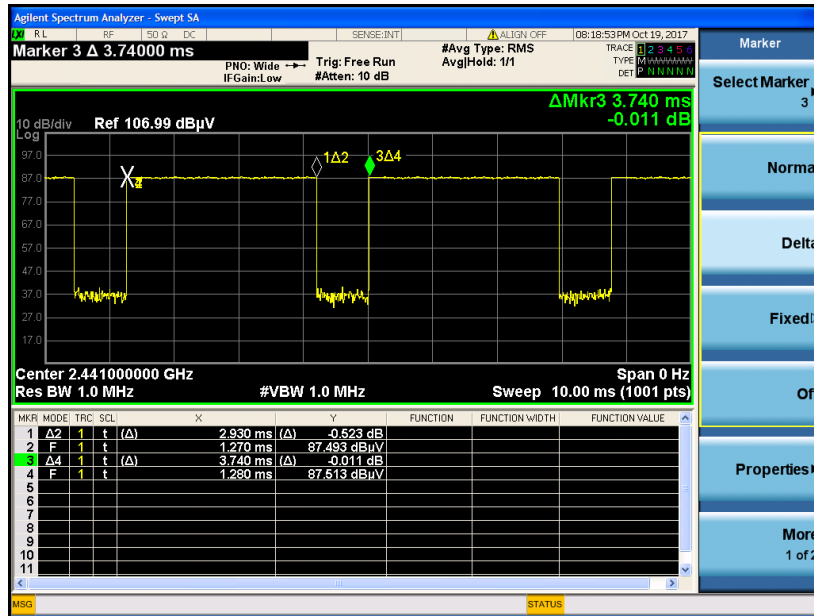 Agilent Spectrum Analyzer - Swept SA
LXI RL RF 50 Ω DC SENSE:INT ALIGN OFF 08:18:53PM Oct 19, 2017
Marker 3 Δ 3.74000 ms
PNO: Wide
IFGain:Low
Trig: Free Run
#Atten: 10 dB
#Avg Type: RMS
Avg|Hold: 1/1
TRACE 1 2 3 4 5 6
TYPE M W W W W W
DET P N N N N N
ΔMkr3 3.740 ms
-0.011 dB
10 dB/div Ref 106.99 dBµV
Log
97.0
87.0
77.0
67.0
57.0
47.0
37.0
27.0
17.0
1Δ2
3Δ4
Center 2.441000000 GHz Span 0 Hz
Res BW 1.0 MHz #VBW 1.0 MHz Sweep 10.00 ms (1001 pts)
MKR MODE TRC SCL X Y FUNCTION FUNCTION WIDTH FUNCTION VALUE
1 Δ2 1 t (Δ) 2.930 ms (Δ) -0.523 dB
2 F 1 t 1.270 ms 87.493 dBµV
3 Δ4 1 t (Δ) 3.740 ms (Δ) -0.011 dB
4 F 1 t 1.280 ms 87.513 dBµV
5
6
7
8
9
10
11
MSG STATUS
Marker
Select Marker
3
Norma
Delta
Fixed
Of
Properties
More
1 of 2